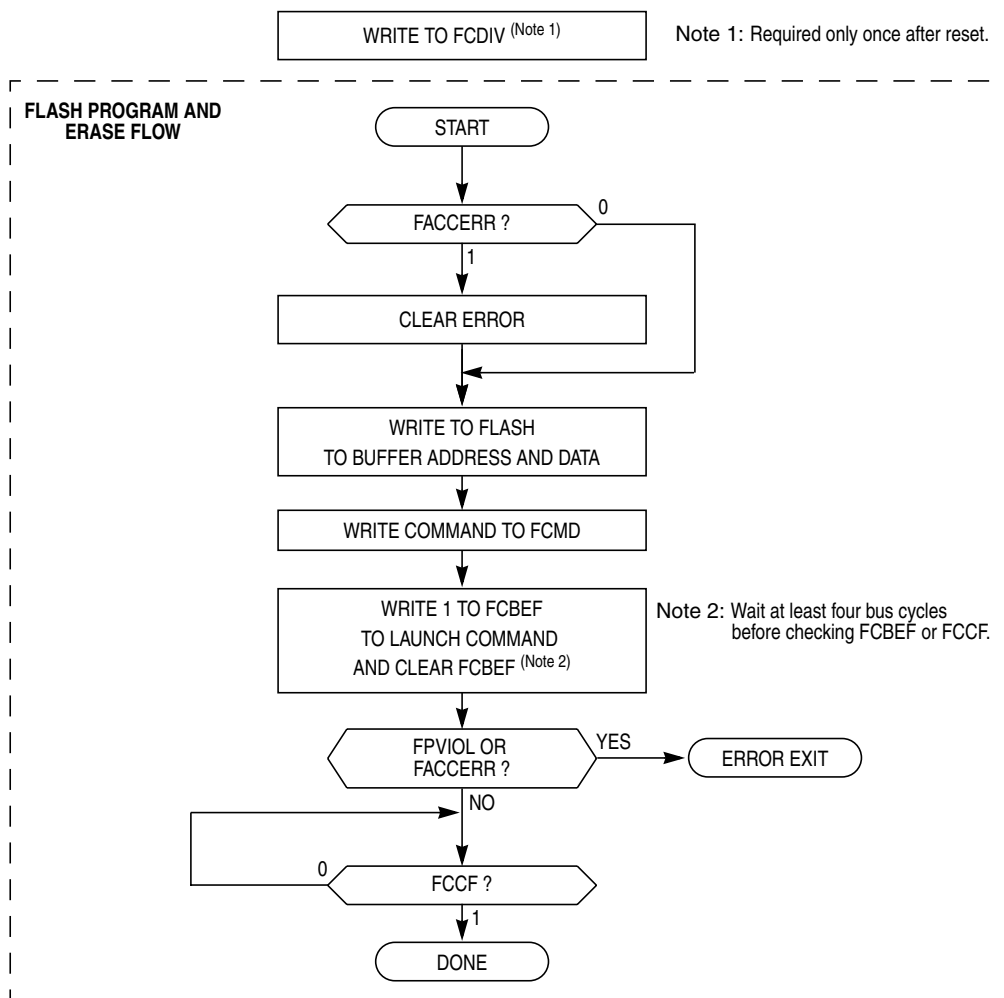 WRITE TO FCDIV (Note 1)
Note 1: Required only once after reset.
FLASH PROGRAM AND
ERASE FLOW
START
FACCERR ?
0
1
CLEAR ERROR
WRITE TO FLASH
TO BUFFER ADDRESS AND DATA
WRITE COMMAND TO FCMD
WRITE 1 TO FCBEF
TO LAUNCH COMMAND
AND CLEAR FCBEF (Note 2)
Note 2: Wait at least four bus cycles
before checking FCBEF or FCCF.
FPVIOL OR
FACCERR ?
YES
ERROR EXIT
NO
0
FCCF ?
1
DONE